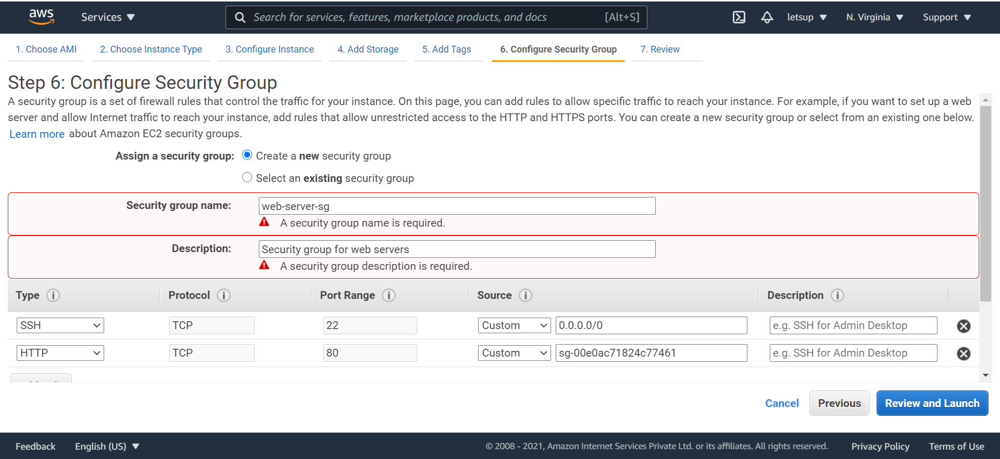 aws
Services
Search for services, features, marketplace products, and docs [Alt+S]
letsup
N. Virginia
Support
1. Choose AMI
2. Choose Instance Type
3. Configure Instance
4. Add Storage
5. Add Tags
6. Configure Security Group
7. Review
Step 6: Configure Security Group
A security group is a set of firewall rules that control the traffic for your instance. On this page, you can add rules to allow specific traffic to reach your instance. For example, if you want to set up a web
server and allow Internet traffic to reach your instance, add rules that allow unrestricted access to the HTTP and HTTPS ports. You can create a new security group or select from an existing one below.
Learn more about Amazon EC2 security groups.
Assign a security group: Create a new security group
Select an existing security group
Security group name: web-server-sg
A security group name is required.
Description: Security group for web servers
A security group description is required.
Type Protocol Port Range Source Description
SSH TCP 22 Custom 0.0.0.0/0 e.g. SSH for Admin Desktop
HTTP TCP 80 Custom sg-00e0ac71824c77461 e.g. SSH for Admin Desktop
Cancel Previous Review and Launch
Feedback English (US) © 2008 - 2021, Amazon Internet Services Private Ltd. or its affiliates. All rights reserved. Privacy Policy Terms of Use